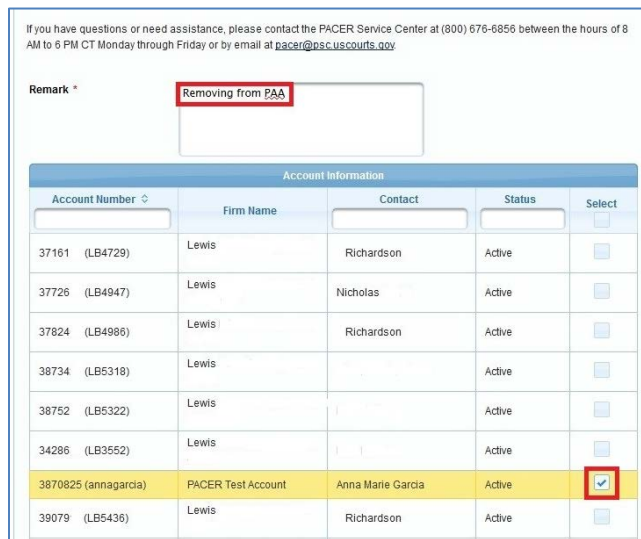 If you have questions or need assistance, please contact the PACER Service Center at (800) 676-6856 between the hours of 8
AM to 6 PM CT Monday through Friday or by email at pacer@psc.uscourts.gov.
Remark *
Removing from PAA
Account Information
Account Number Firm Name Contact Status Select
37161 (LB4729) Lewis Richardson Active
37726 (LB4947) Lewis Nicholas Active
37824 (LB4986) Lewis Richardson Active
38734 (LB5318) Lewis Active
38752 (LB5322) Lewis Active
34286 (LB3552) Lewis Active
3870825 (annagarcia) PACER Test Account Anna Marie Garcia Active
39079 (LB5436) Lewis Richardson Active